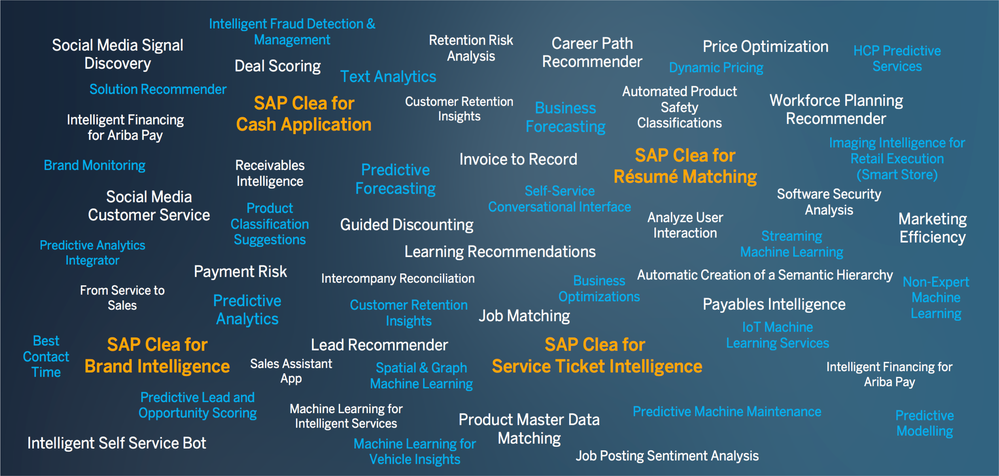 Intelligent Fraud Detection &
Management
Social Media Signal
Discovery
Retention Risk
Analysis
Career Path
Recommender
Price Optimization
HCP Predictive
Services
Deal Scoring
Text Analytics
Dynamic Pricing
Solution Recommender
SAP Clea for
Cash Application
Customer Retention
Insights
Business
Forecasting
Automated Product
Safety
Classifications
Workforce Planning
Recommender
Intelligent Financing
for Ariba Pay
Imaging Intelligence for
Retail Execution
(Smart Store)
Brand Monitoring
Receivables
Intelligence
Predictive
Forecasting
Invoice to Record
SAP Clea for
Résumé Matching
Social Media
Customer Service
Self-Service
Conversational Interface
Software Security
Analysis
Product
Classification
Suggestions
Guided Discounting
Analyze User
Interaction
Marketing
Efficiency
Streaming
Machine Learning
Predictive Analytics
Integrator
Learning Recommendations
Payment Risk
Intercompany Reconciliation
Business
Optimizations
Automatic Creation of a Semantic Hierarchy
Non-Expert
Machine
Learning
From Service to
Sales
Predictive
Analytics
Customer Retention
Insights
Job Matching
Payables Intelligence
IoT Machine
Learning Services
Best
Contact
Time
SAP Clea for
Brand Intelligence
Lead Recommender
SAP Clea for
Service Ticket Intelligence
Sales Assistant
App
Spatial & Graph
Machine Learning
Intelligent Financing for
Ariba Pay
Predictive Lead and
Opportunity Scoring
Machine Learning for
Intelligent Services
Product Master Data
Matching
Predictive Machine Maintenance
Predictive
Modelling
Intelligent Self Service Bot
Machine Learning for
Vehicle Insights
Job Posting Sentiment Analysis